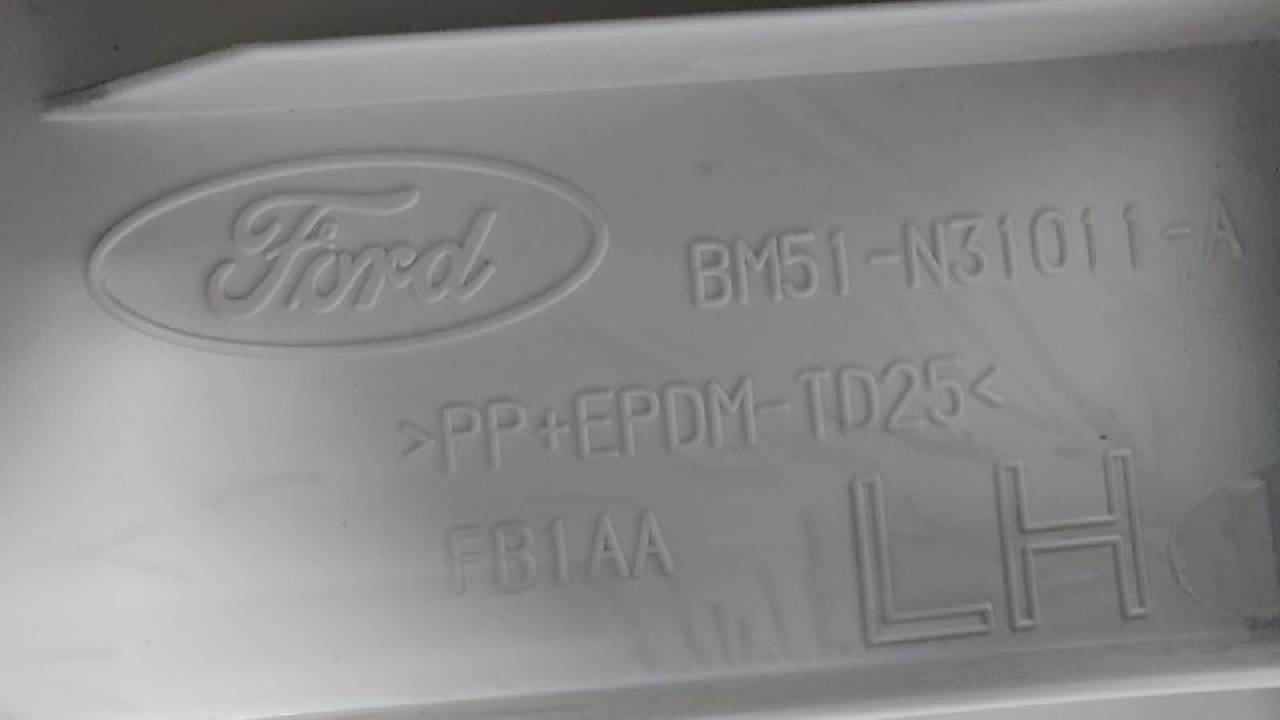 Ford
BM51-N31011-A
>PP+EPDM-TD25<
FB1AA
LH